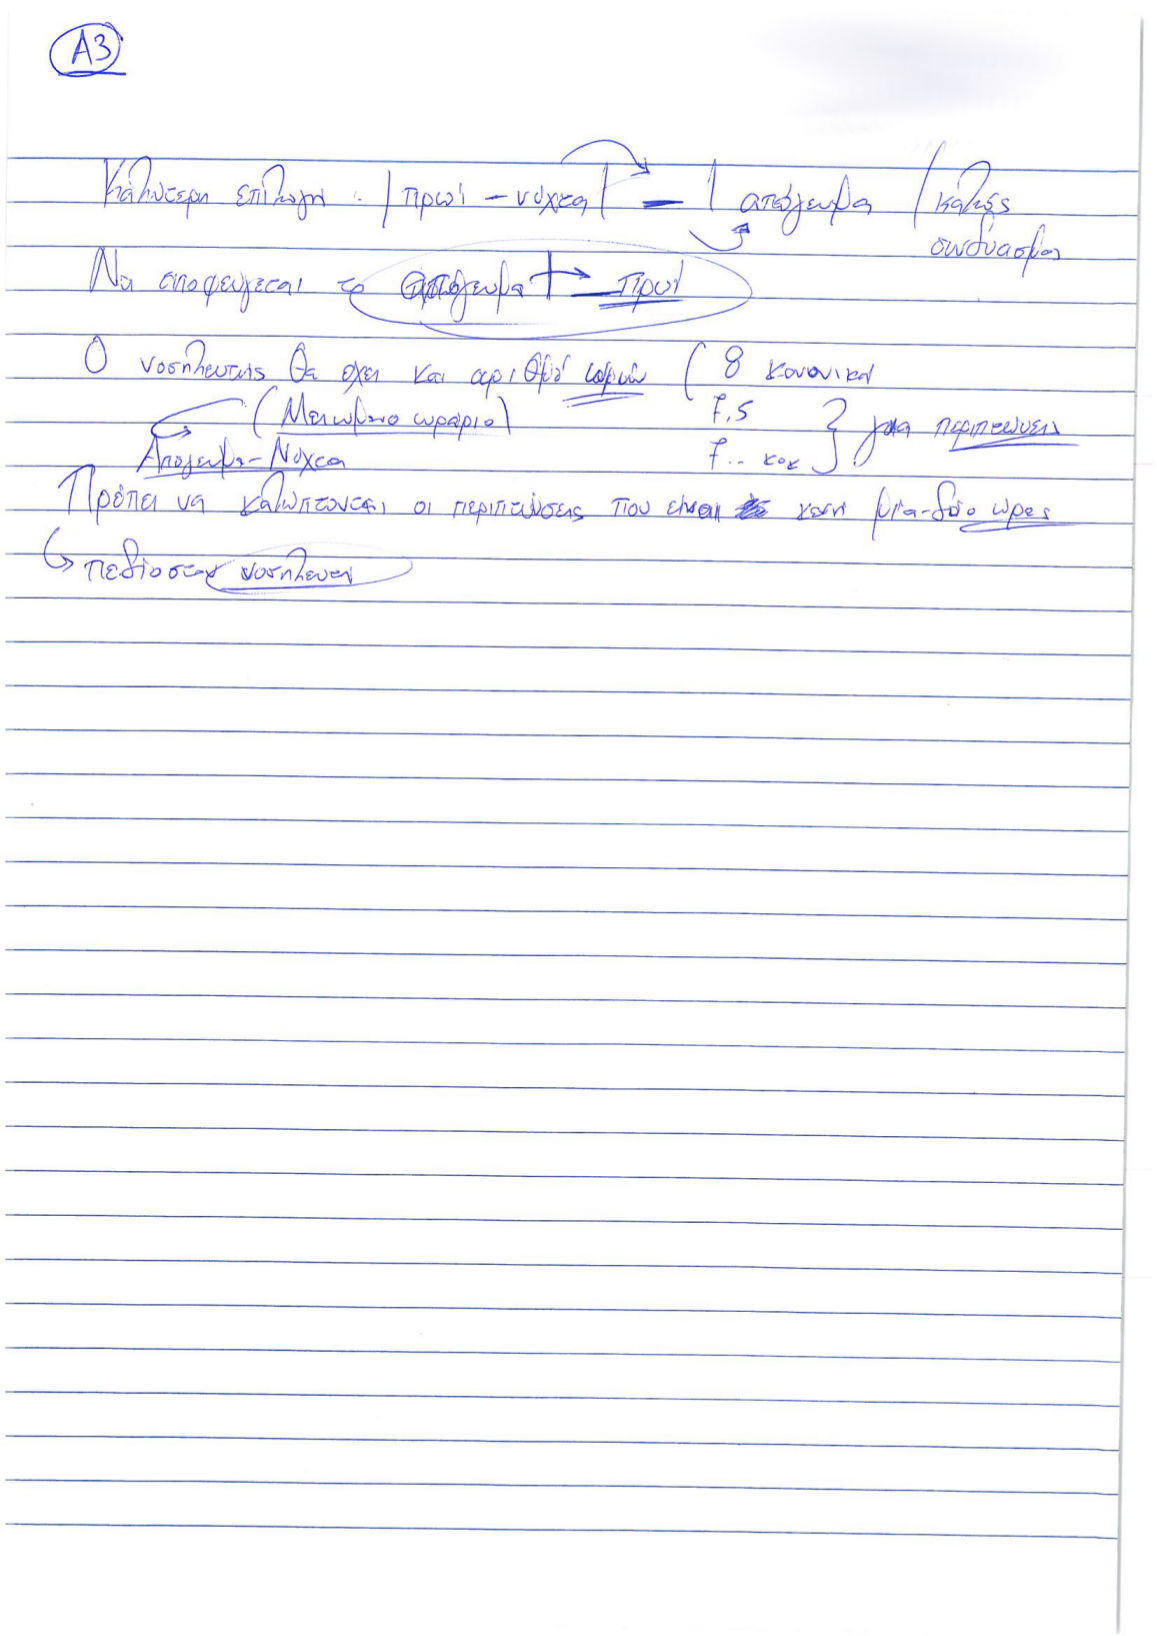 A3
Καλύτερη επιλογή : | πρωί – νύχτα | – | απόγευμα | καλός
συνδυασμός
Να αποφεύγεται το απόγευμα → πρωί
Ο νοσηλευτής θα έχει και αριθμό ωρών ( 8 κανονικά
(Μειωμένο ωράριο) 7,5 } για περιπτώσεις
Απόγευμα – Νύχτα 7.. κοκ
Πρέπει να καλύπτονται οι περιπτώσεις που είναι κενή μία-δύο ώρες
↳ πεδίο στον νοσηλευτή